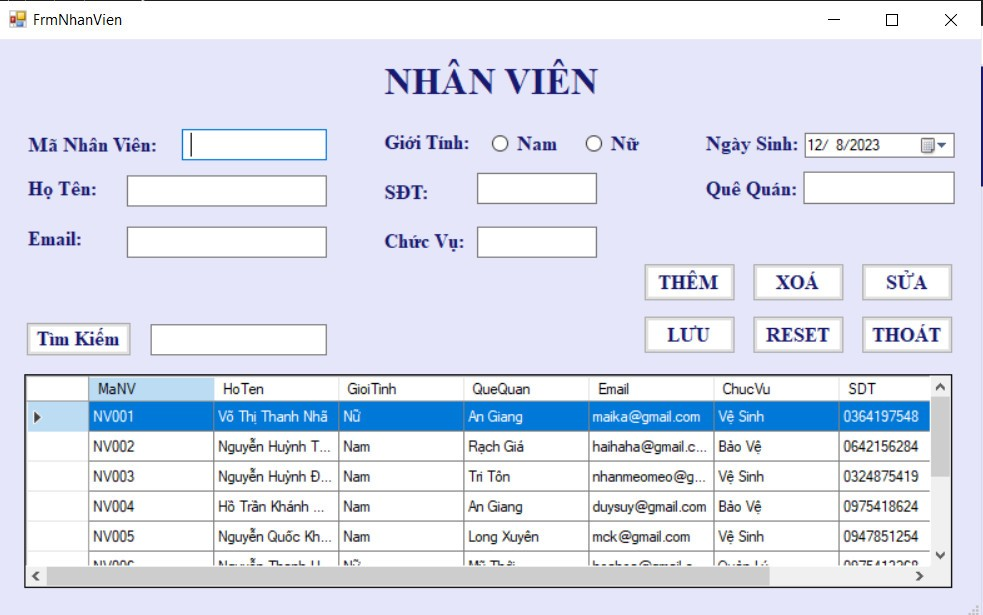 FrmNhanVien
NHÂN VIÊN
Mã Nhân Viên: Giới Tính: Nam Nữ Ngày Sinh: 12/ 8/2023
Họ Tên: SĐT: Quê Quán:
Email: Chức Vụ:
THÊM XOÁ SỬA
Tìm Kiếm LƯU RESET THOÁT
MaNV HoTen GioiTinh QueQuan Email ChucVu SDT
NV001 Võ Thị Thanh Nhã Nữ An Giang maika@gmail.com Vệ Sinh 0364197548
NV002 Nguyễn Huỳnh T... Nam Rạch Giá haihaha@gmail.c... Bảo Vệ 0642156284
NV003 Nguyễn Huỳnh Đ... Nam Tri Tôn nhanmeomeo@g... Vệ Sinh 0324875419
NV004 Hồ Trần Khánh ... Nam An Giang duysuy@gmail.com Bảo Vệ 0975418624
NV005 Nguyễn Quốc Kh... Nam Long Xuyên mck@gmail.com Vệ Sinh 0947851254
NV006 Nữ Quản Lý